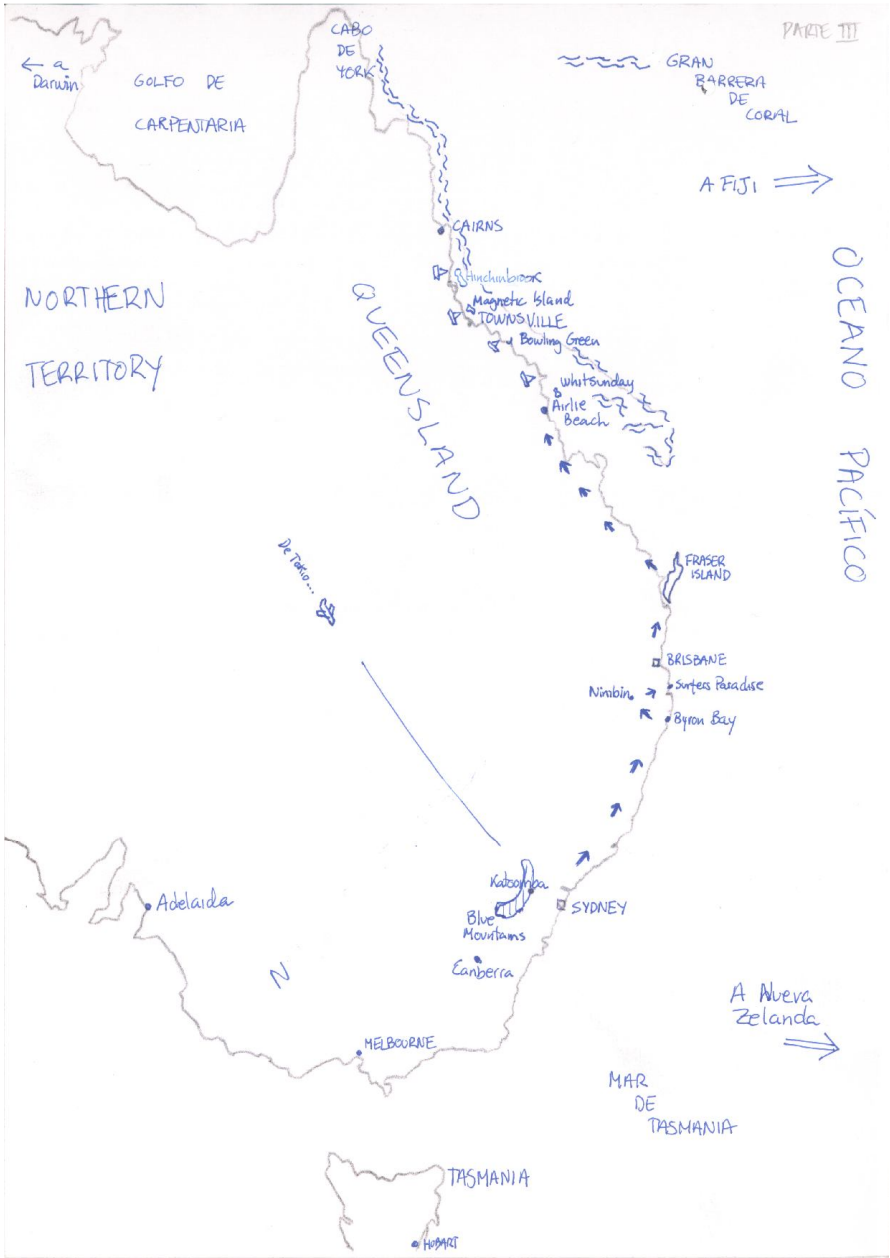 PARTE III
CABO
DE
YORK
← a
Darwin
GOLFO DE
CARPENTARIA
GRAN
BARRERA
DE
CORAL
A FIJI
CAIRNS
Hinchinbrook
Magnetic Island
TOWNSVILLE
Bowling Green
Whitsunday
Airlie
Beach
NORTHERN
TERRITORY
QUEENSLAND
OCEANO PACÍFICO
De Tokio...
FRASER
ISLAND
BRISBANE
Surfers Paradise
Nimbin
Byron Bay
Katoomba
Blue
Mountains
SYDNEY
Canberra
Adelaida
N
MELBOURNE
A Nueva
Zelanda
MAR
DE
TASMANIA
TASMANIA
HOBART